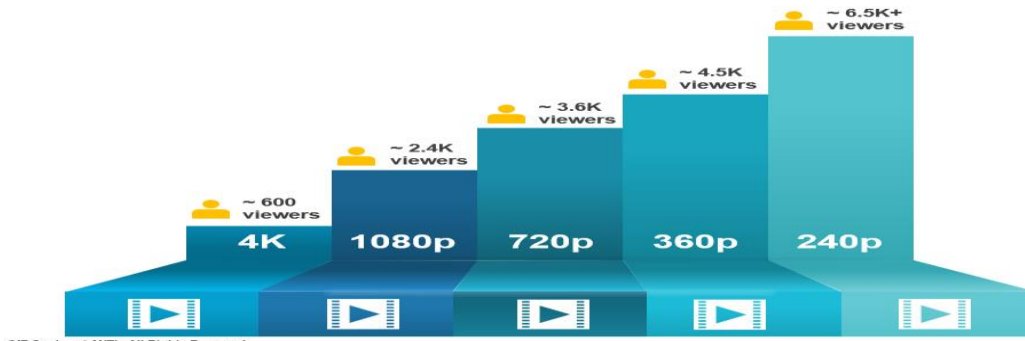 ~ 6.5K+
viewers
~ 4.5K
viewers
~ 3.6K
viewers
~ 2.4K
viewers
~ 600
viewers
4K
1080p
720p
360p
240p